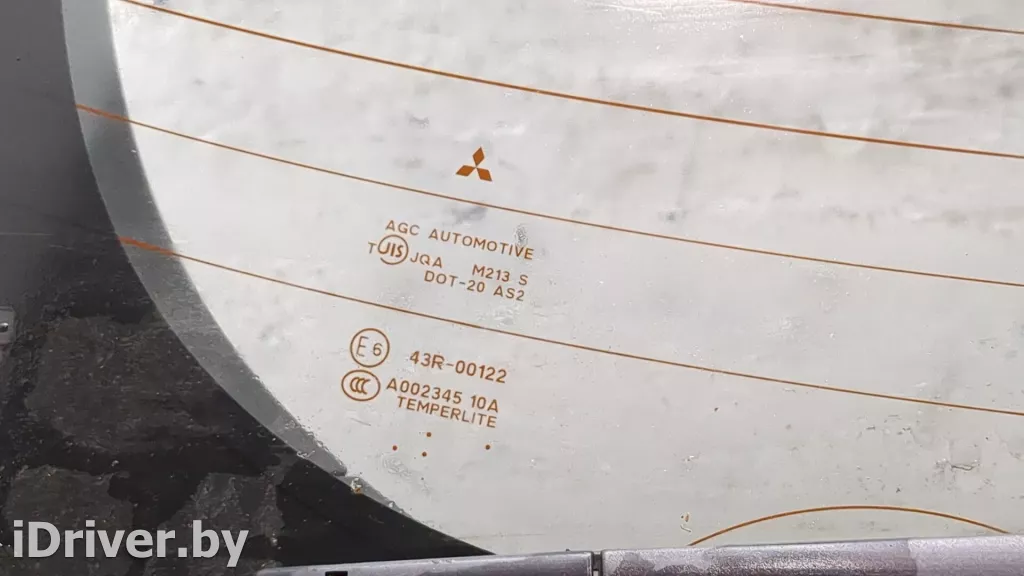 AGC AUTOMOTIVE
T JIS JQA M213 S
DOT-20 AS2
E6 43R-00122
CCC A002345 10A
TEMPERLITE
iDriver.by